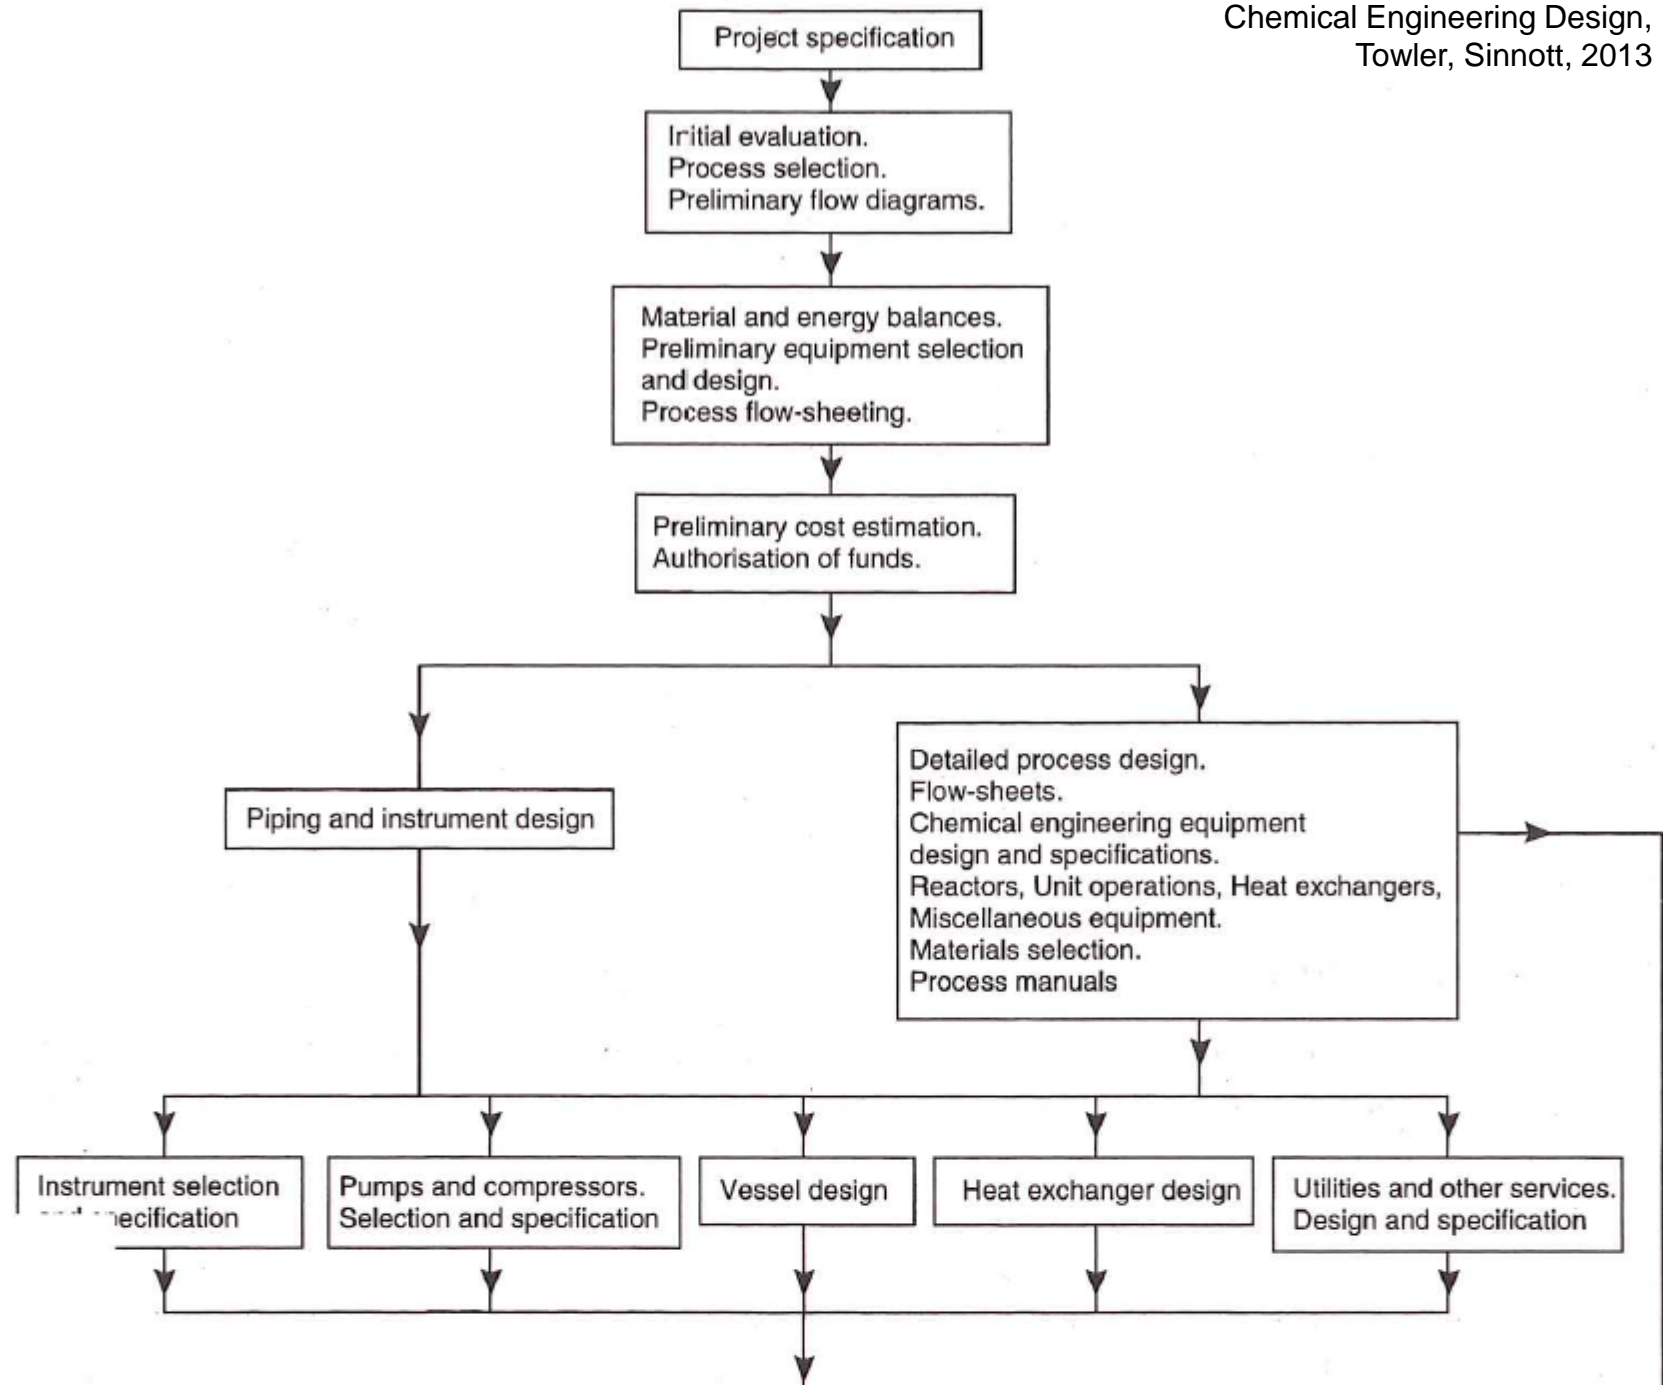 Chemical Engineering Design,
Towler, Sinnott, 2013
Project specification
Initial evaluation.
Process selection.
Preliminary flow diagrams.
Material and energy balances.
Preliminary equipment selection
and design.
Process flow-sheeting.
Preliminary cost estimation.
Authorisation of funds.
Piping and instrument design
Detailed process design.
Flow-sheets.
Chemical engineering equipment
design and specifications.
Reactors, Unit operations, Heat exchangers,
Miscellaneous equipment.
Materials selection.
Process manuals
Instrument selection
ecification
Pumps and compressors.
Selection and specification
Vessel design
Heat exchanger design
Utilities and other services.
Design and specification